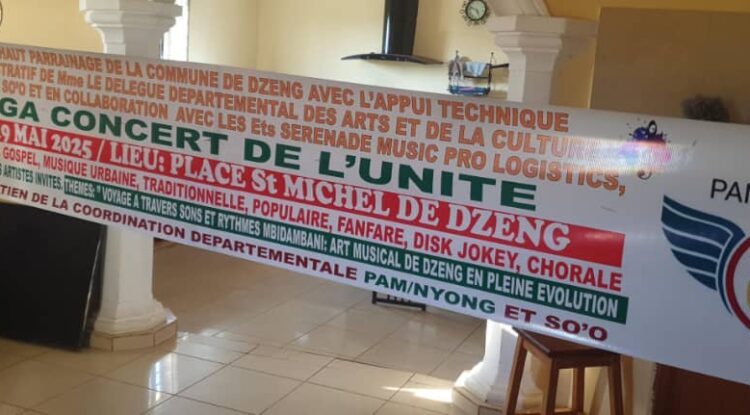 HAUT PARRAINAGE DE LA COMMUNE DE DZENG AVEC L'APPUI TECHNIQUE
TRATIF DE Mme LE DELEGUE DEPARTEMENTAL DES ARTS ET DE LA CULTURE
SO'O ET EN COLLABORATION AVEC LES Ets SERENADE MUSIC PRO LOGISTICS,
GA CONCERT DE L'UNITE
9 MAI 2025 / LIEU: PLACE St MICHEL DE DZENG
GOSPEL, MUSIQUE URBAINE, TRADITIONNELLE, POPULAIRE, FANFARE, DISK JOKEY, CHORALE
S ARTISTES INVITES: THEMES: " VOYAGE A TRAVERS SONS ET RYTHMES MBIDAMBANI: ART MUSICAL DE DZENG EN PLEINE EVOLUTION
TIEN DE LA COORDINATION DEPARTEMENTALE PAM/NYONG ET SO'O
PA